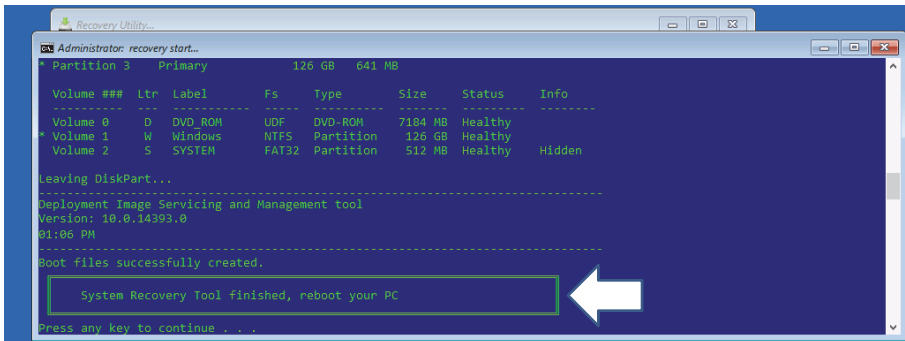 Recovery Utility...
Administrator: recovery start...
* Partition 3    Primary            126 GB   641 MB
  Volume ###  Ltr  Label        Fs     Type        Size     Status     Info
  ----------  ---  -----------  -----  ----------  -------  ---------  --------
  Volume 0     D   DVD_ROM      UDF    DVD-ROM     7184 MB  Healthy
* Volume 1     W   Windows      NTFS   Partition    126 GB  Healthy
  Volume 2     S   SYSTEM       FAT32  Partition    512 MB  Healthy    Hidden
Leaving DiskPart...
Deployment Image Servicing and Management tool
Version: 10.0.14393.0
01:06 PM
Boot files successfully created.
System Recovery Tool finished, reboot your PC
Press any key to continue . . .